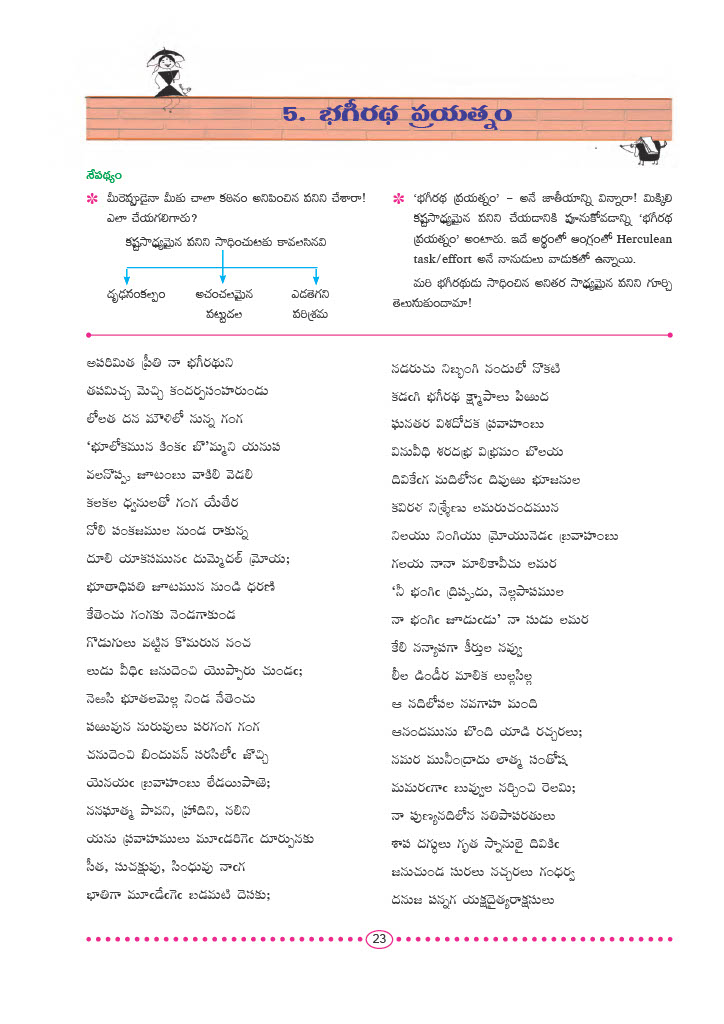 5. భగీరథ ప్రయత్నం
నేపథ్యం
* మీరెప్పుడైనా మీకు చాలా కఠినం అనిపించిన పనిని చేశారా!
ఎలా చేయగలిగారు?
కష్టసాధ్యమైన పనిని సాధించుటకు కావలసినవి
దృఢసంకల్పం
అచంచలమైన
పట్టుదల
ఎడతెగని
పరిశ్రమ
* ‘భగీరథ ప్రయత్నం’ – అనే జాతీయాన్ని విన్నారా! మిక్కిలి
కష్టసాధ్యమైన పనిని చేయడానికి పూనుకోవడాన్ని ‘భగీరథ
ప్రయత్నం’ అంటారు. ఇదే అర్థంలో ఆంగ్లంలో Herculean
task/effort అనే నానుడులు వాడుకలో ఉన్నాయి.
మరి భగీరథుడు సాధించిన అనితర సాధ్యమైన పనిని గూర్చి
తెలుసుకుందామా!
అపరిమిత ప్రీతి నా భగీరథుని
తపమిచ్చ మెచ్చి కందర్పసంహరుండు
లోలత దన మౌళిలో నున్న గంగ
‘భూలోకమున కింకఁ బొ’మ్మని యనుప
వలనొప్పు జూటంబు వాకిలి వెడలి
కలకల ధ్వనులతో గంగ యేతేర
నోలి పంకజముల నుండ రాకున్న
దూలి యాకసమునఁ దుమ్మెదల్ మ్రోయ;
భూతాధిపతి జూటమున నుండి ధరణి
కేతెంచు గంగకు నెండగాకుండ
గొడుగులు పట్టిన కొమరున నంచ
లుడు వీధిఁ జనుదెంచి యొప్పారు చుండఁ;
నెఱసి భూతలమెల్ల నిండ నేతెంచు
పఱువున నురువులు పరగంగ గంగ
చనుదెంచి బిందువన్ సరసిలోఁ జొచ్చి
యెనయఁ బ్రవాహంబు లేడయిపాఱె;
ననఘాత్మ పావని, హ్రాదిని, నలిని
యను ప్రవాహములు మూఁడరిగెఁ దూర్పునకు
సీత, సుచక్షువు, సింధువు నాఁగ
భాతిగా మూఁడేఁగెఁ బడమటి దెసకు;
నడరుచు నిబ్భంగి నందులో నొకటి
కడఁగి భగీరథ క్ష్మాపాలు పిఱుద
ఘనతర విశదోదక ప్రవాహంబు
వినువీథి శరదభ్ర విభ్రమం బొలయ
దివికేఁగ మదిలోనఁ దివుఱు భూజనుల
కవిరళ నిశ్శ్రేణు లమరుచందమున
నిలయు నింగియు మ్రోయునెడఁ బ్రవాహంబు
గలయ నానా మాలికావీచు లమర
‘నీ భంగిఁ ద్రిప్పుదు, నెల్లపాపముల
నా భంగి జూడుఁడు’ నా సుడు లమర
కేలి నన్యాపగా కీర్తుల నవ్వు
లీల డిండీర మాలిక లుల్లసిల్ల
ఆ నదిలోపల నవగాహ మంది
ఆనందమును బొంది యాడి రచ్చరలు;
నమర మునీంద్రాదు లాత్మ సంతోష
మమరఁగాఁ బువ్వుల నర్చించి రెలమి;
నా పుణ్యనదిలోన నతిపాపరతులు
శాప దగ్ధులు గృత స్నానులై దివికిఁ
జనుచుండ సురలు నచ్చరలు గంధర్వ
దనుజ పన్నగ యక్షదైత్యరాక్షసులు
23